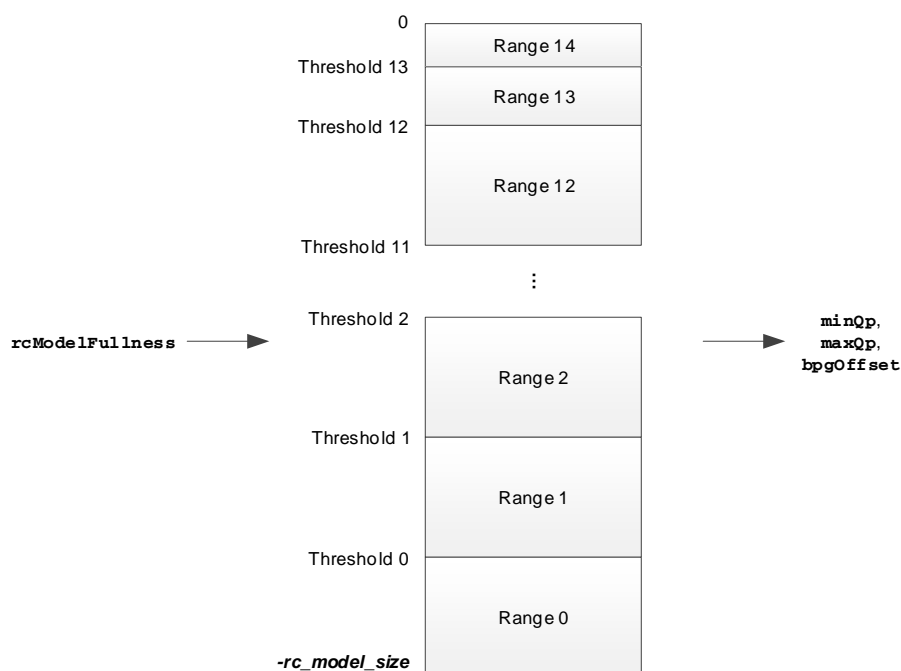 0
Range 14
Threshold 13
Range 13
Threshold 12
Range 12
Threshold 11
...
Threshold 2
rcModelFullness
minQp,
maxQp,
bpgOffset
Range 2
Threshold 1
Range 1
Threshold 0
Range 0
-rc_model_size